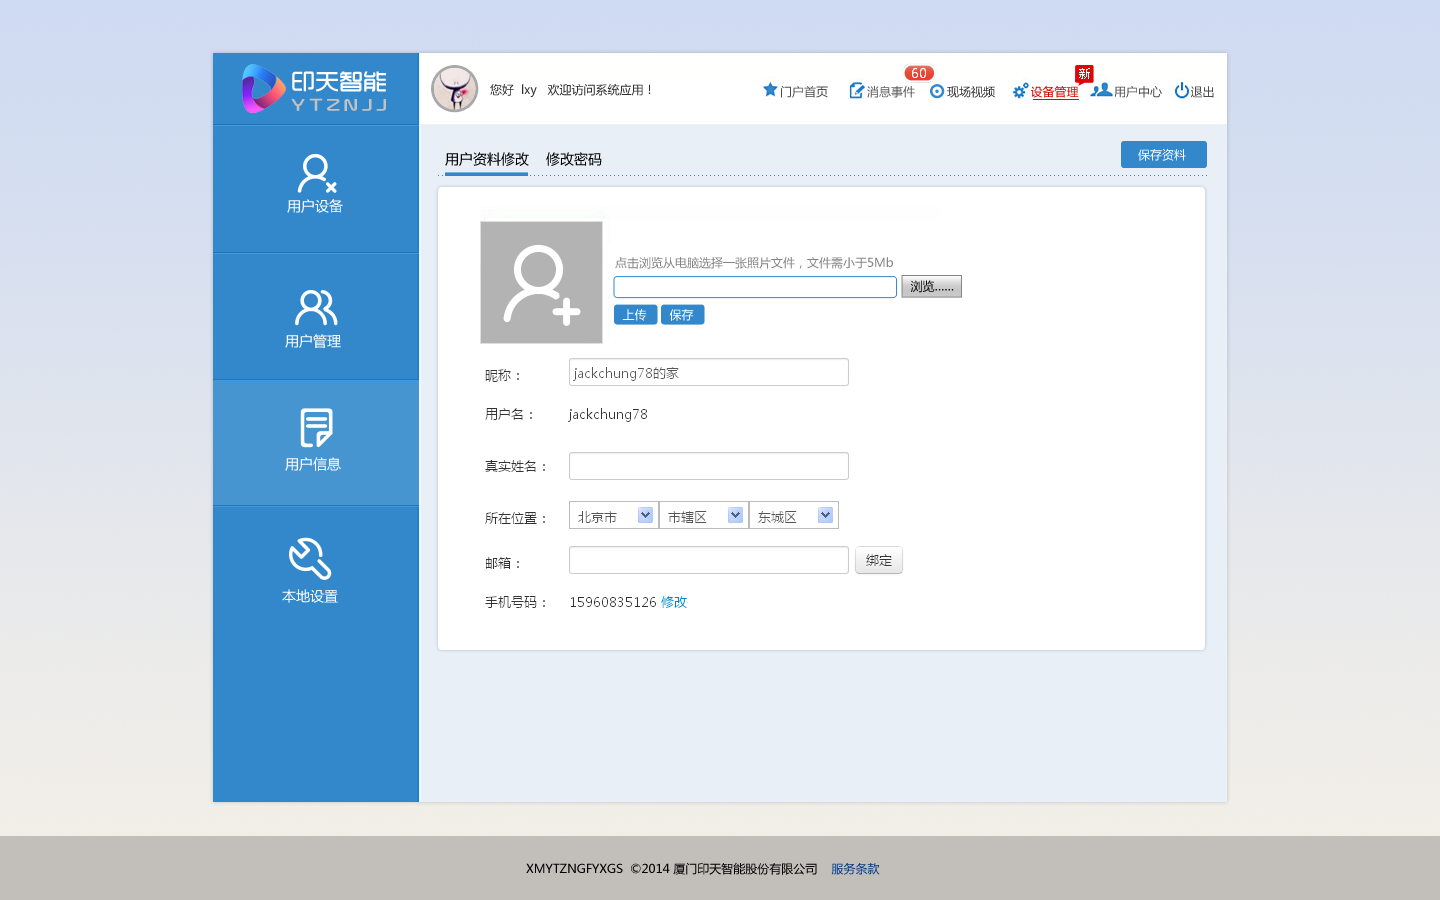 印天智能
YTZNJJ
您好 lxy 欢迎访问系统应用！
门户首页
消息事件
60
现场视频
设备管理
新
用户中心
退出
用户设备
用户管理
用户信息
本地设置
用户资料修改 修改密码
保存资料
点击浏览从电脑选择一张照片文件，文件需小于5Mb
浏览......
上传 保存
昵称： jackchung78的家
用户名： jackchung78
真实姓名：
所在位置： 北京市 市辖区 东城区
邮箱： 绑定
手机号码： 15960835126 修改
XMYTZNGFYXGS ©2014 厦门印天智能股份有限公司 服务条款